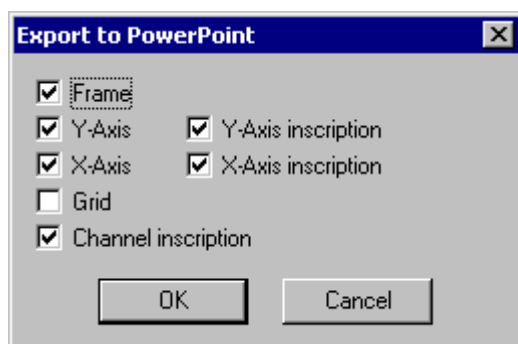 Export to PowerPoint
Frame
Y-Axis Y-Axis inscription
X-Axis X-Axis inscription
Grid
Channel inscription
OK Cancel